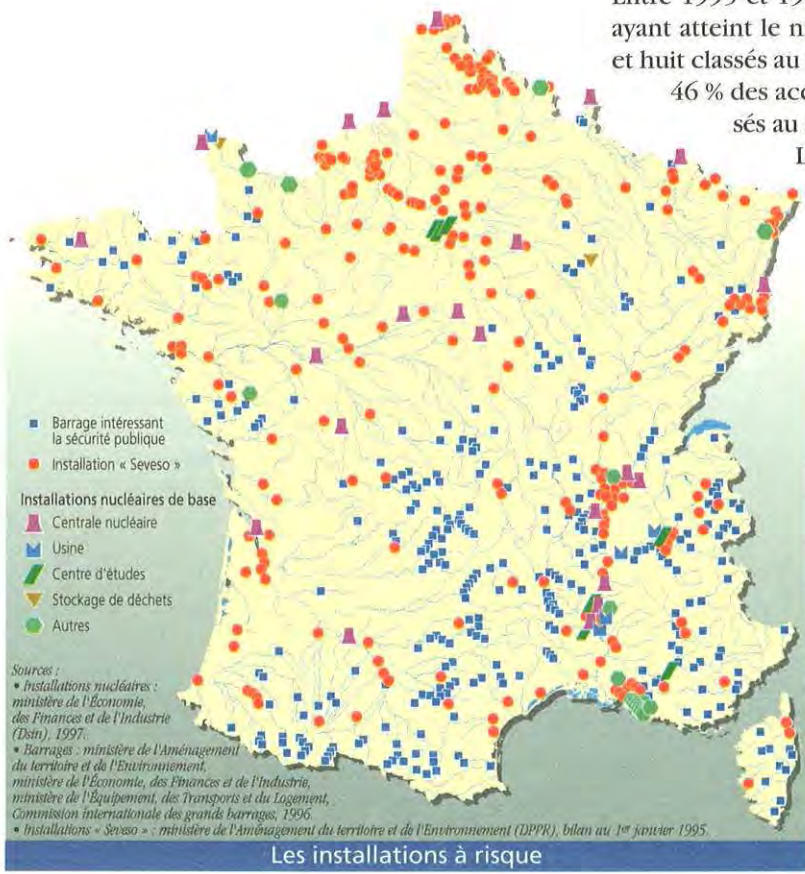 Entre 1993 et 19
ayant atteint le n
et huit classés au
46 % des acc
sés au
L
Barrage intéressant
la sécurité publique
Installation « Seveso »
Installations nucléaires de base
Centrale nucléaire
Usine
Centre d'études
Stockage de déchets
Autres
Sources :
• Installations nucléaires :
ministère de l'Économie,
des Finances et de l'Industrie
(Dsin), 1997.
• Barrages : ministère de l'Aménagement
du territoire et de l'Environnement,
ministère de l'Économie, des Finances et de l'Industrie,
ministère de l'Équipement, des Transports et du Logement,
Commission internationale des grands barrages, 1996.
• Installations « Seveso » : ministère de l'Aménagement du territoire et de l'Environnement (DPPR), bilan au 1er janvier 1995.
Les installations à risque